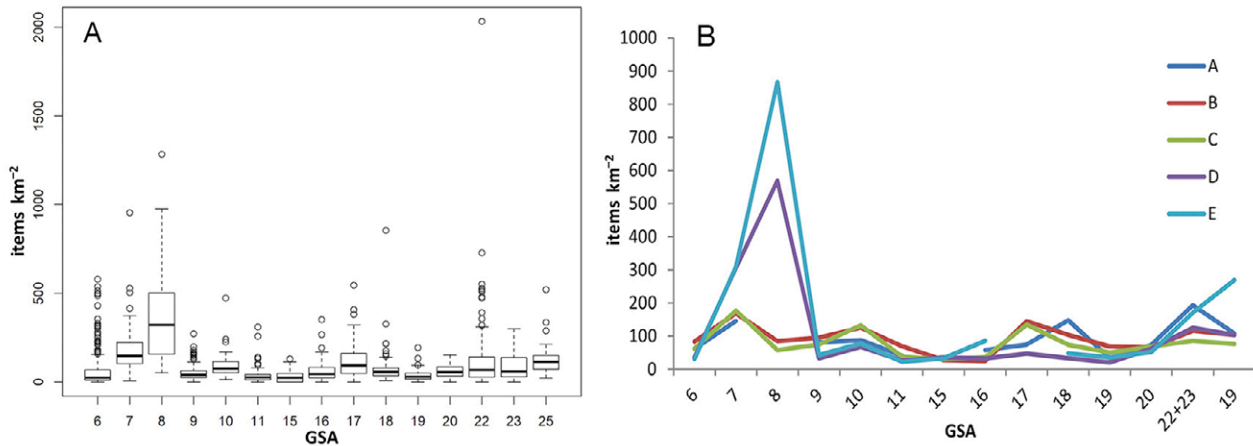 A
items km⁻²
2000
1500
1000
500
0
6 7 8 9 10 11 15 16 17 18 19 20 22 23 25
GSA
B
items km⁻²
1000
900
800
700
600
500
400
300
200
100
0
A
B
C
D
E
6 7 8 9 10 11 15 16 17 18 19 20 22+23 19
GSA